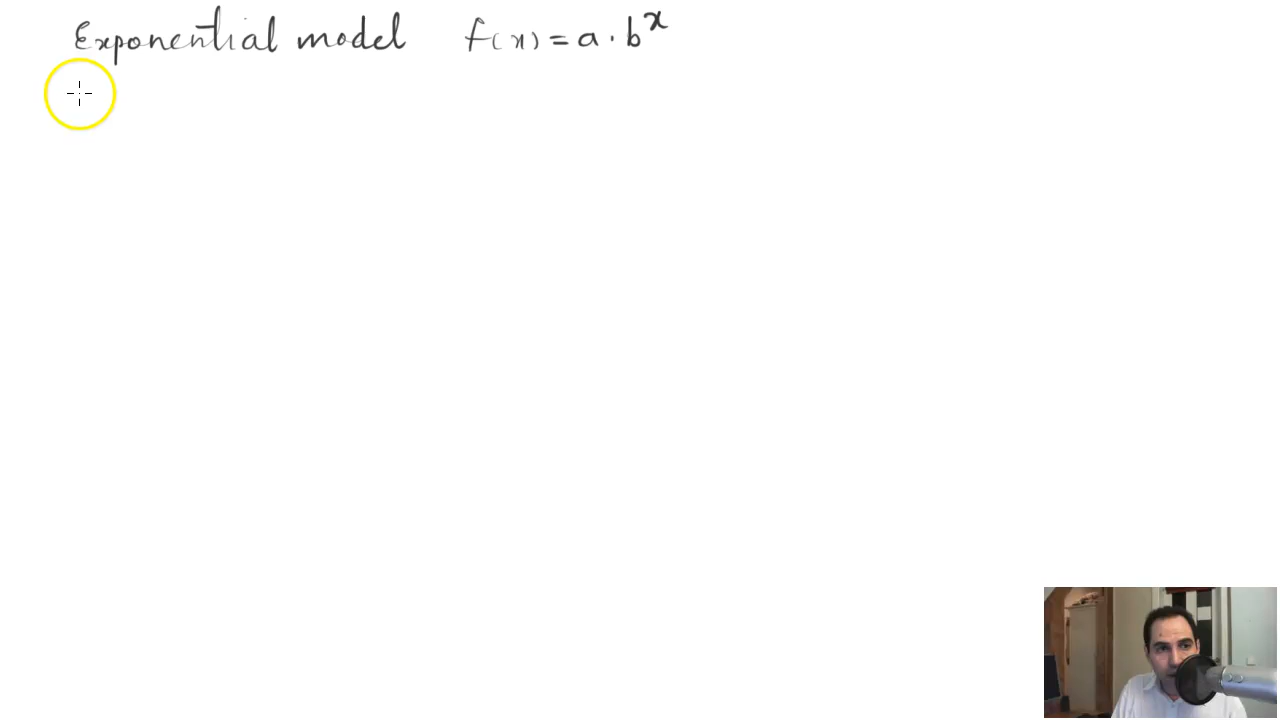 Exponential model f(x) = a · b^x